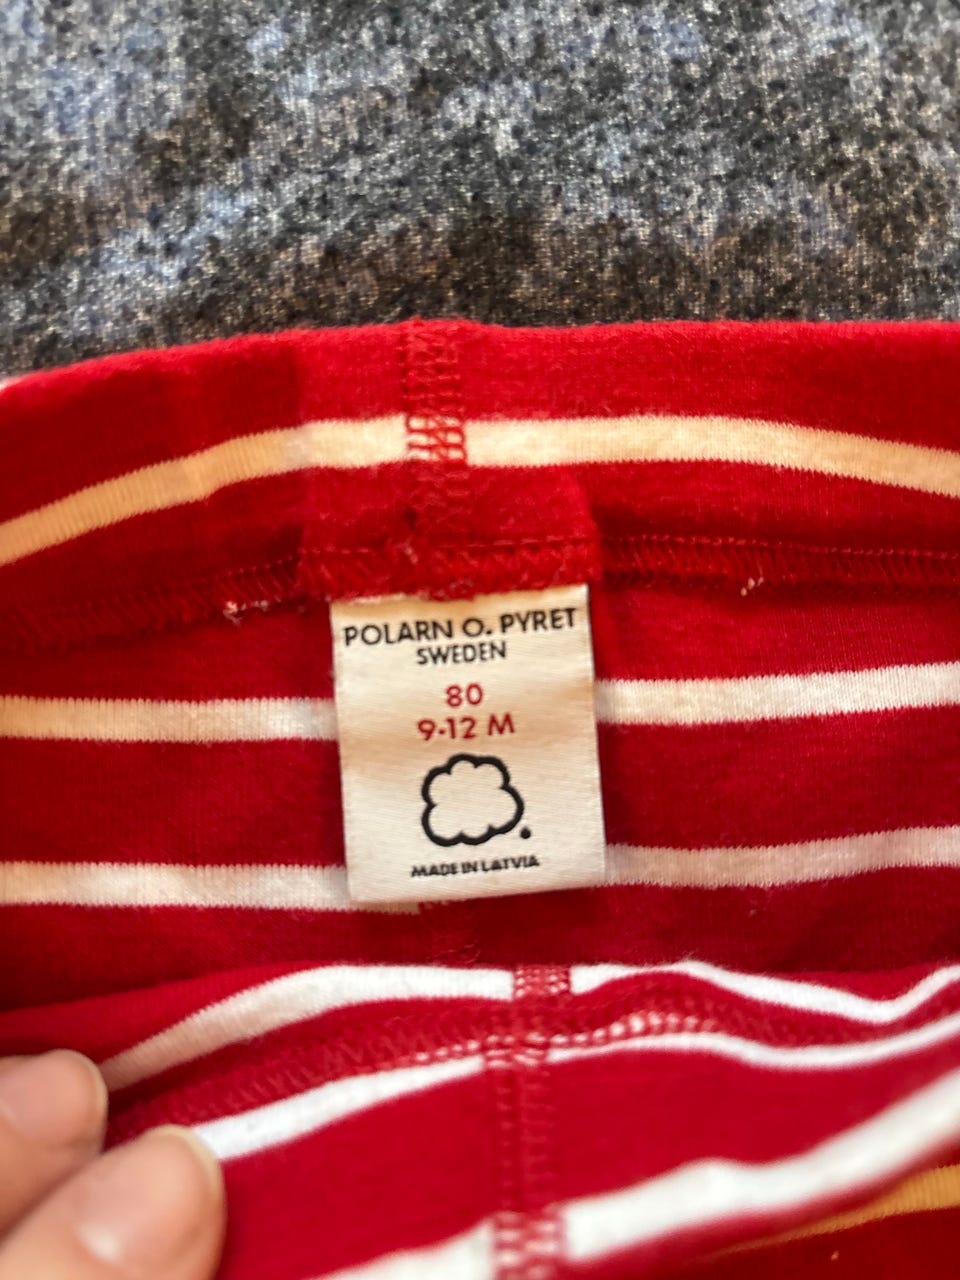 POLARN O. PYRET
SWEDEN
80
9-12 M
MADE IN LATVIA